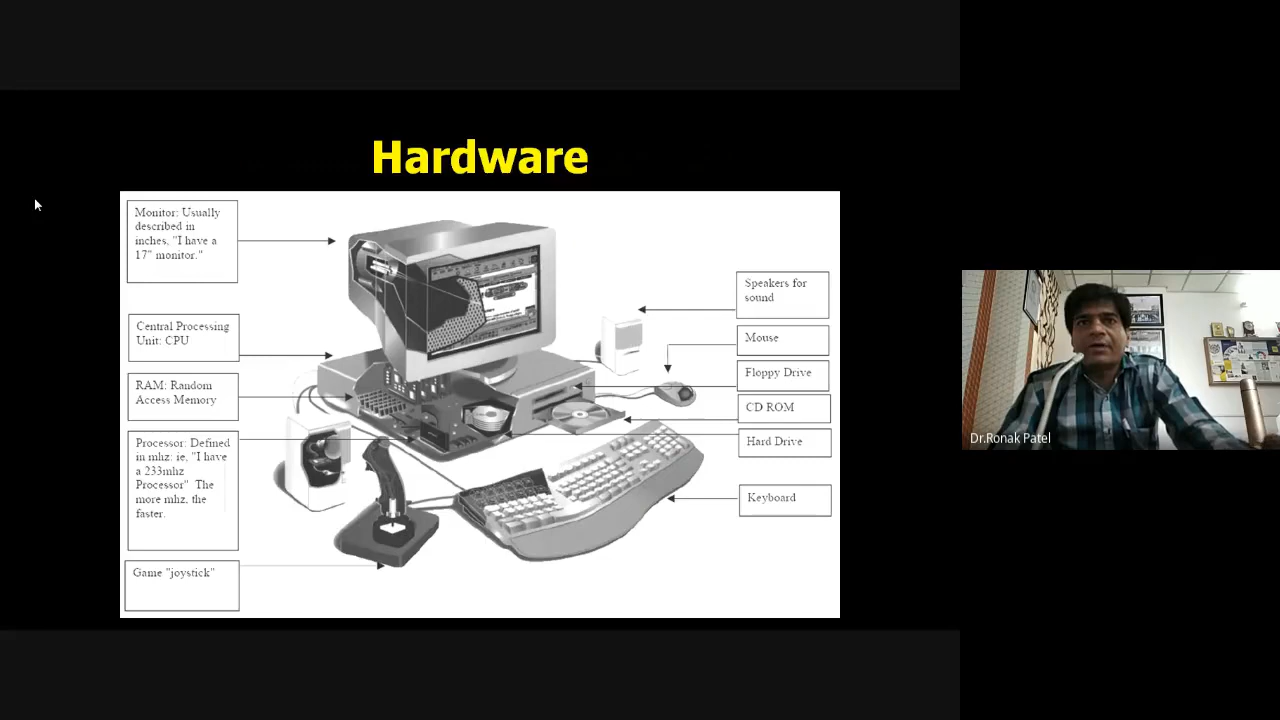 Hardware
Monitor: Usually
described in
inches, "I have a
17" monitor."
Central Processing
Unit: CPU
RAM: Random
Access Memory
Processor: Defined
in mhz: ie, "I have
a 233mhz
Processor" The
more mhz, the
faster.
Game "joystick"
Speakers for
sound
Mouse
Floppy Drive
CD ROM
Hard Drive
Keyboard
Dr.Ronak Patel